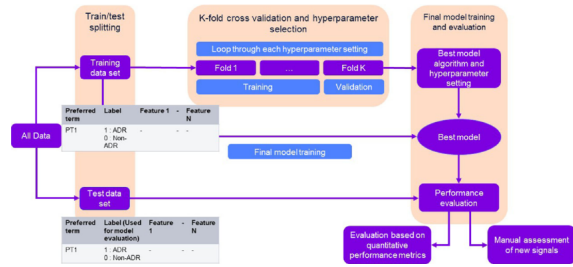 Train/test
splitting
K-fold cross validation and hyperparameter
selection
Final model training
and evaluation
Loop through each hyperparameter setting
Training
data set
Fold 1
...
Fold K
Best model
algorithm and
hyperparameter
setting
Training
Validation
All Data
Preferred term Label Feature 1 - Feature N
PT1 1 : ADR - - -
0 : Non-
ADR
Best model
Final model training
Test data
set
Performance
evaluation
Preferred term Label (Used for model evaluation) Feature 1 - Feature N
PT1 1 : ADR - - -
0 : Non-ADR
Evaluation based on
quantitative
performance metrics
Manual assessment
of new signals